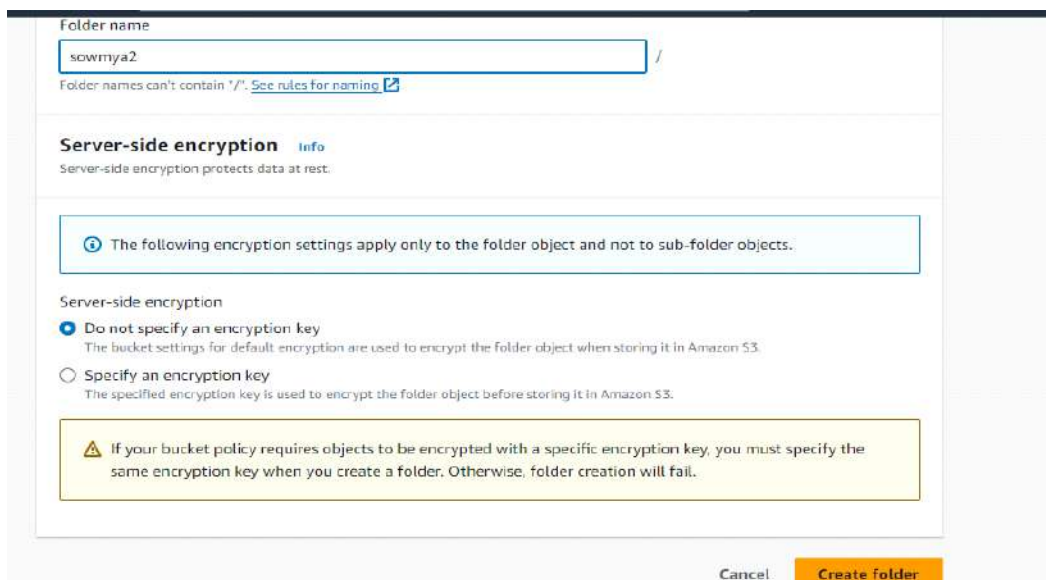 Folder name
sowmya2 /
Folder names can't contain "/". See rules for naming
Server-side encryption Info
Server-side encryption protects data at rest.
The following encryption settings apply only to the folder object and not to sub-folder objects.
Server-side encryption
Do not specify an encryption key
The bucket settings for default encryption are used to encrypt the folder object when storing it in Amazon S3.
Specify an encryption key
The specified encryption key is used to encrypt the folder object before storing it in Amazon S3.
If your bucket policy requires objects to be encrypted with a specific encryption key, you must specify the
same encryption key when you create a folder. Otherwise, folder creation will fail.
Cancel Create folder